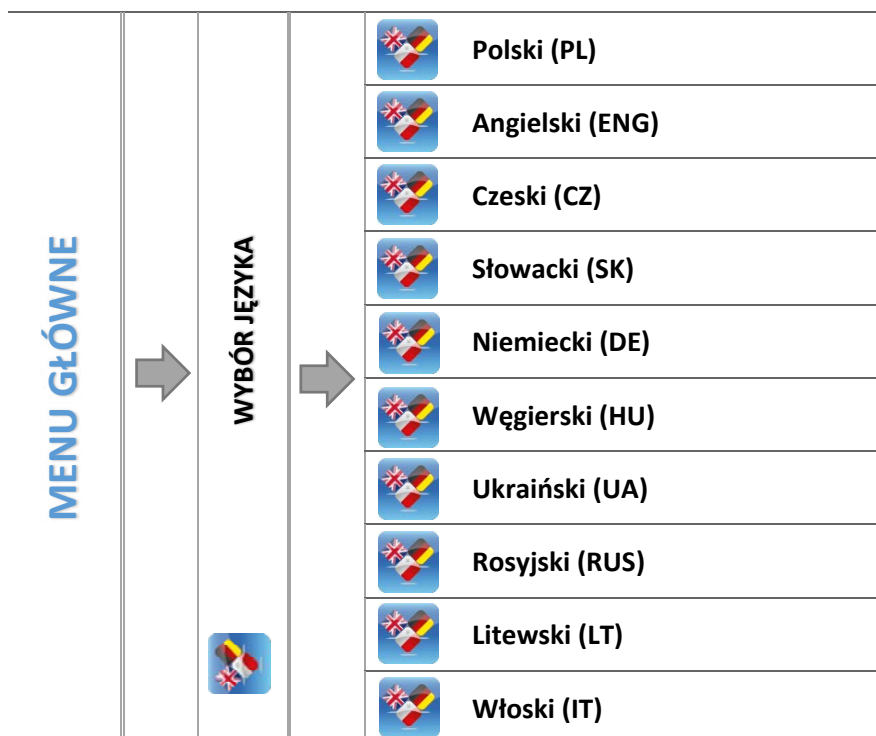 MENU GŁÓWNE
WYBÓR JĘZYKA
Polski (PL)
Angielski (ENG)
Czeski (CZ)
Słowacki (SK)
Niemiecki (DE)
Węgierski (HU)
Ukraiński (UA)
Rosyjski (RUS)
Litewski (LT)
Włoski (IT)